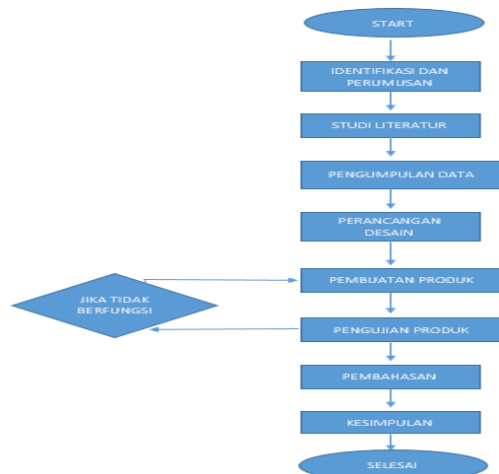 START
IDENTIFIKASI DAN
PERUMUSAN
STUDI LITERATUR
PENGUMPULAN DATA
PERANCANGAN
DESAIN
JIKA TIDAK
BERFUNGSI
PEMBUATAN PRODUK
PENGUJIAN PRODUK
PEMBAHASAN
KESIMPULAN
SELESAI